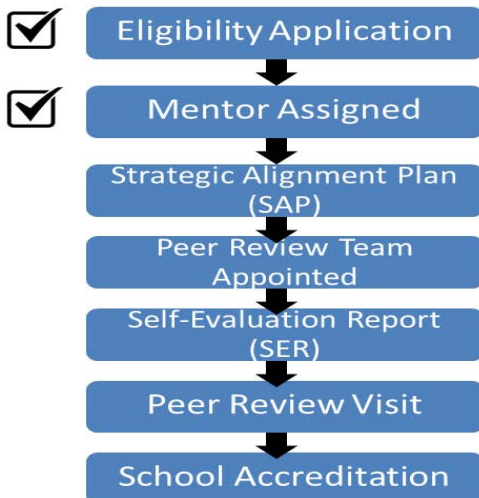 Eligibility Application
Mentor Assigned
Strategic Alignment Plan
(SAP)
Peer Review Team
Appointed
Self-Evaluation Report
(SER)
Peer Review Visit
School Accreditation